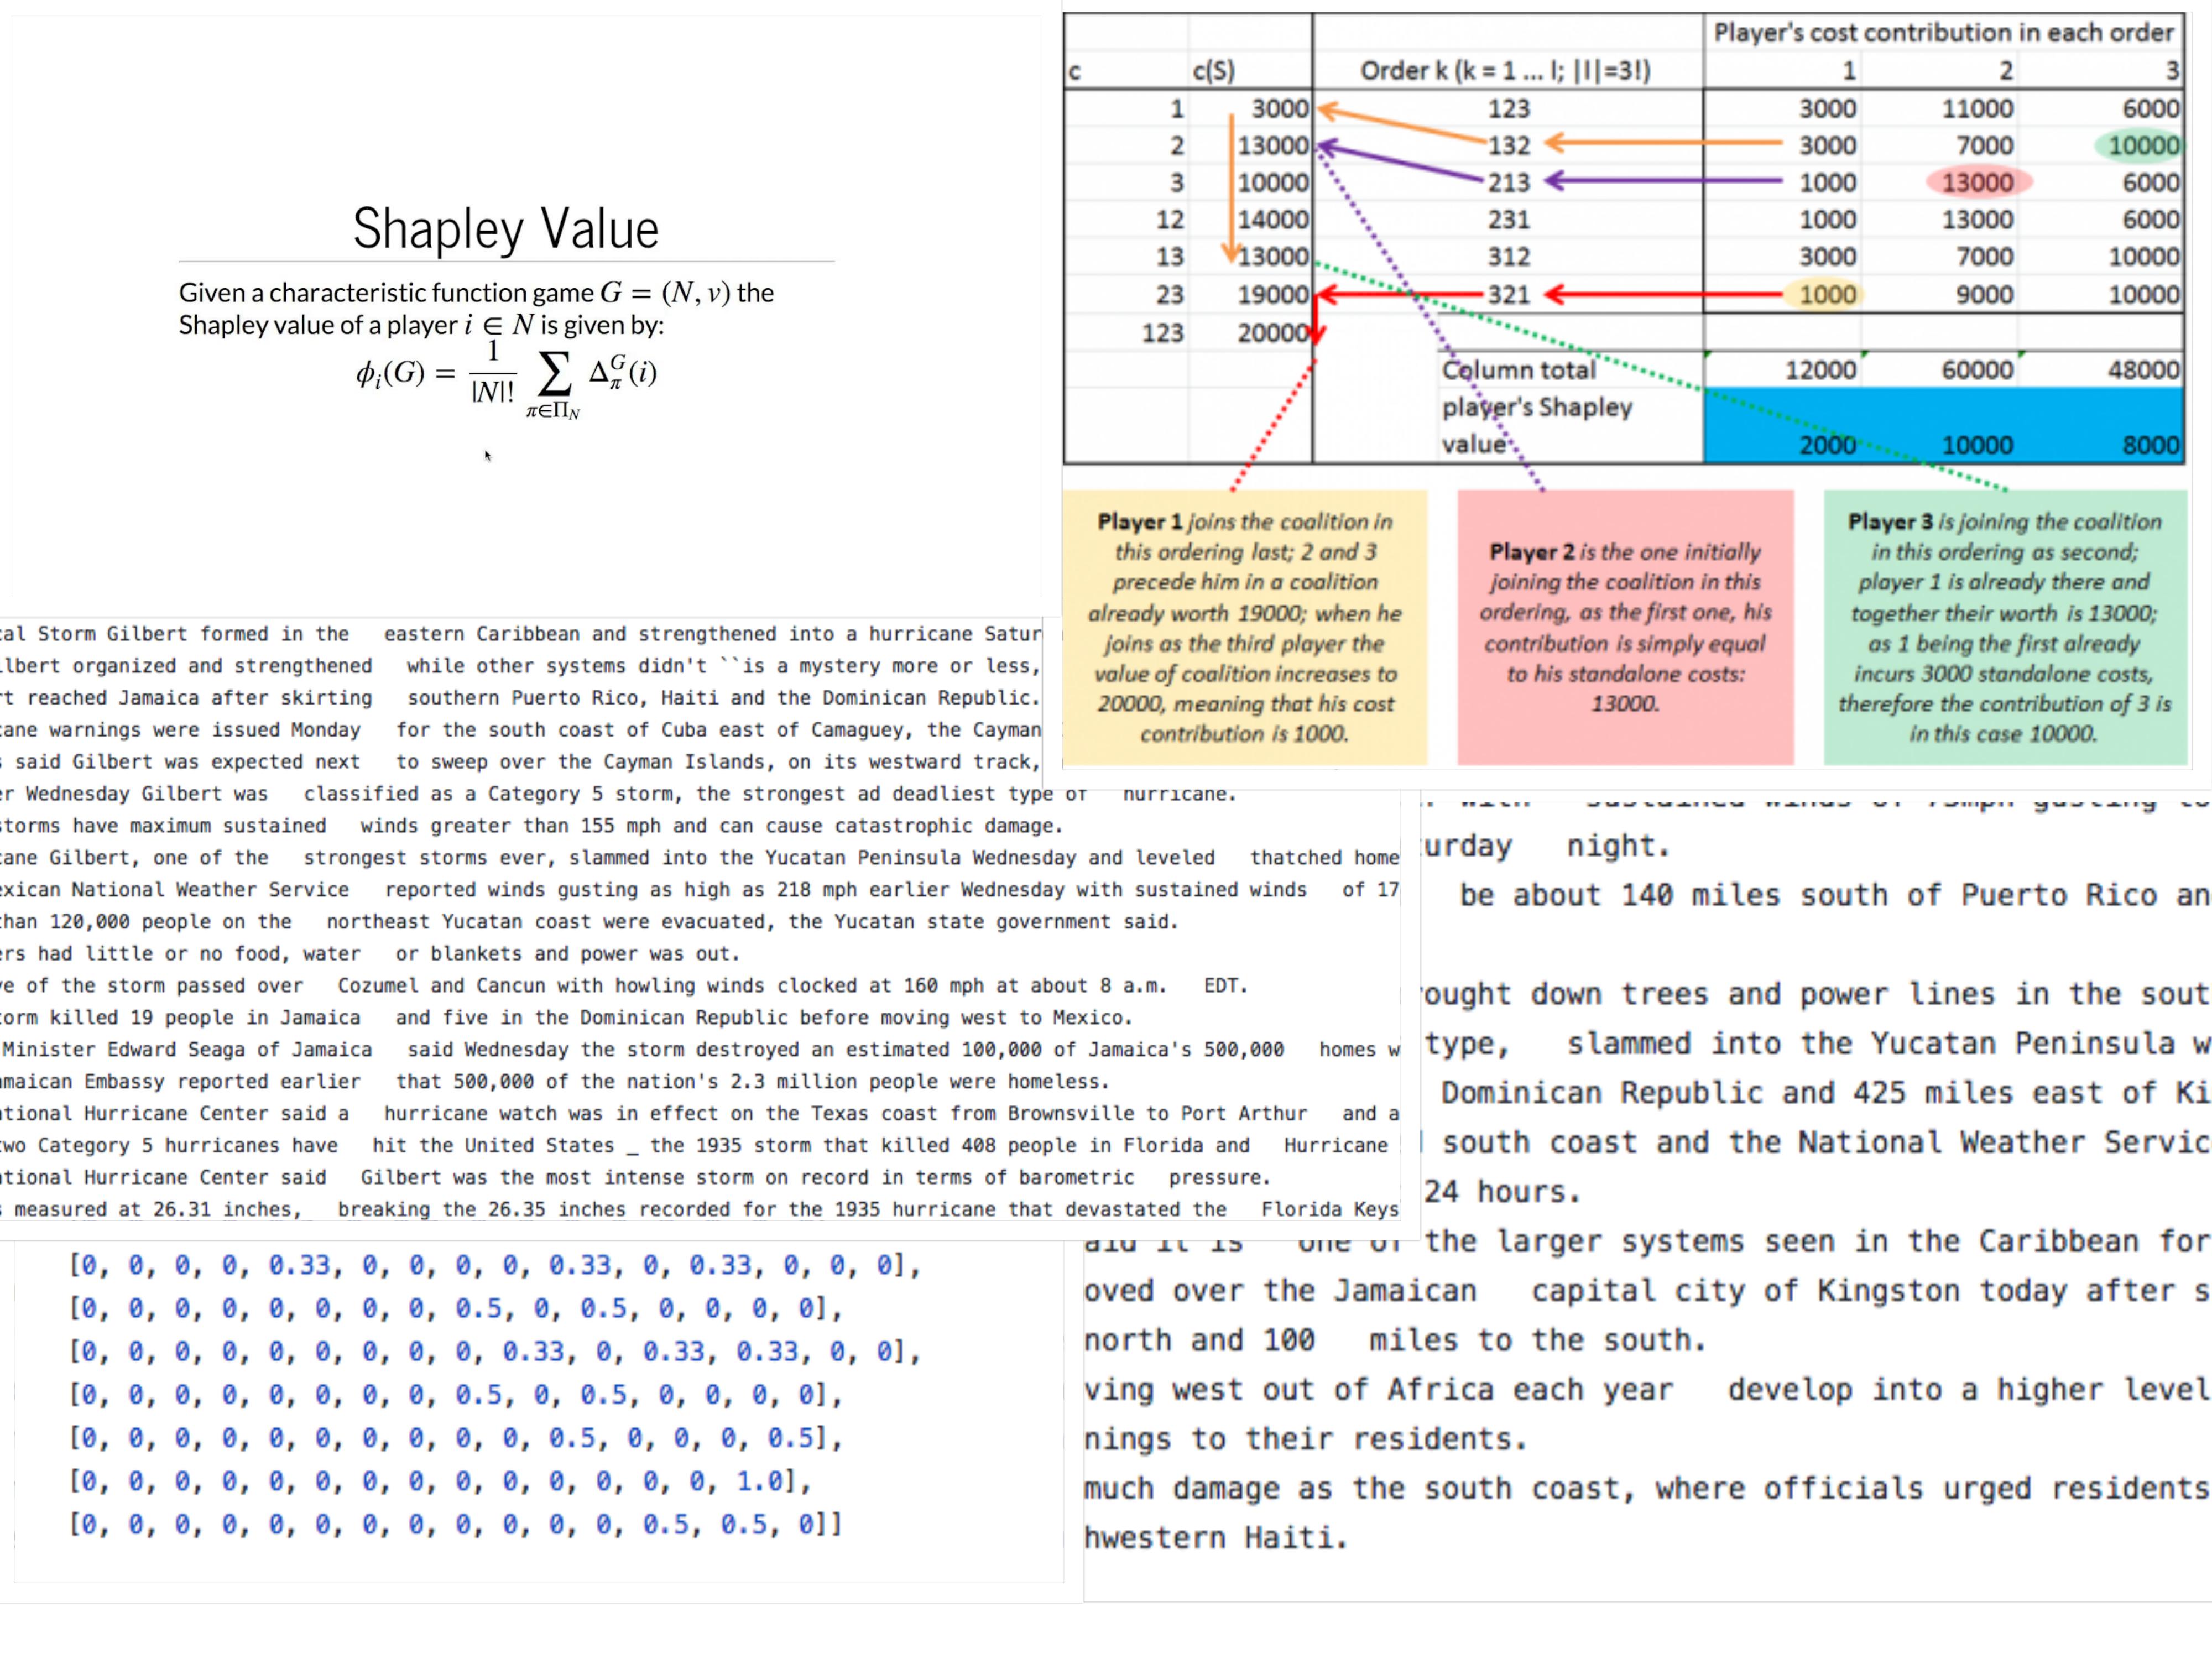 Shapley Value
Given a characteristic function game G = (N, v) the
Shapley value of a player i ∈ N is given by:
ϕᵢ(G) = 1/|N|! ∑ π∈Π_N Δ_π^G(i)
Player's cost contribution in each order
c c(S) Order k (k = 1 ... l; |l|=3!) 1 2 3
1 3000 123 3000 11000 6000
2 13000 132 3000 7000 10000
3 10000 213 1000 13000 6000
12 14000 231 1000 13000 6000
13 13000 312 3000 7000 10000
23 19000 321 1000 9000 10000
123 20000
Column total 12000 60000 48000
player's Shapley
value 2000 10000 8000
Player 1 joins the coalition in
this ordering last; 2 and 3
precede him in a coalition
already worth 19000; when he
joins as the third player the
value of coalition increases to
20000, meaning that his cost
contribution is 1000.
Player 2 is the one initially
joining the coalition in this
ordering, as the first one, his
contribution is simply equal
to his standalone costs:
13000.
Player 3 is joining the coalition
in this ordering as second;
player 1 is already there and
together their worth is 13000;
as 1 being the first already
incurs 3000 standalone costs,
therefore the contribution of 3 is
in this case 10000.
cal Storm Gilbert formed in the eastern Caribbean and strengthened into a hurricane Satur
lbert organized and strengthened while other systems didn't ``is a mystery more or less,
rt reached Jamaica after skirting southern Puerto Rico, Haiti and the Dominican Republic.
cane warnings were issued Monday for the south coast of Cuba east of Camaguey, the Cayman
s said Gilbert was expected next to sweep over the Cayman Islands, on its westward track,
er Wednesday Gilbert was classified as a Category 5 storm, the strongest ad deadliest type of hurricane.
storms have maximum sustained winds greater than 155 mph and can cause catastrophic damage.
cane Gilbert, one of the strongest storms ever, slammed into the Yucatan Peninsula Wednesday and leveled thatched home
exican National Weather Service reported winds gusting as high as 218 mph earlier Wednesday with sustained winds of 17
than 120,000 people on the northeast Yucatan coast were evacuated, the Yucatan state government said.
ers had little or no food, water or blankets and power was out.
ye of the storm passed over Cozumel and Cancun with howling winds clocked at 160 mph at about 8 a.m. EDT.
torm killed 19 people in Jamaica and five in the Dominican Republic before moving west to Mexico.
Minister Edward Seaga of Jamaica said Wednesday the storm destroyed an estimated 100,000 of Jamaica's 500,000 homes w
amaican Embassy reported earlier that 500,000 of the nation's 2.3 million people were homeless.
ational Hurricane Center said a hurricane watch was in effect on the Texas coast from Brownsville to Port Arthur and a
two Category 5 hurricanes have hit the United States _ the 1935 storm that killed 408 people in Florida and Hurricane
ational Hurricane Center said Gilbert was the most intense storm on record in terms of barometric pressure.
s measured at 26.31 inches, breaking the 26.35 inches recorded for the 1935 hurricane that devastated the Florida Keys
with sustained winds of 75mph gusting to
urday night.
be about 140 miles south of Puerto Rico an
ought down trees and power lines in the sout
type, slammed into the Yucatan Peninsula w
Dominican Republic and 425 miles east of Ki
south coast and the National Weather Servic
24 hours.
aid it is one of the larger systems seen in the Caribbean for
oved over the Jamaican capital city of Kingston today after s
north and 100 miles to the south.
ving west out of Africa each year develop into a higher level
nings to their residents.
much damage as the south coast, where officials urged residents
hwestern Haiti.
[0, 0, 0, 0, 0.33, 0, 0, 0, 0, 0.33, 0, 0.33, 0, 0, 0],
[0, 0, 0, 0, 0, 0, 0, 0, 0.5, 0, 0.5, 0, 0, 0, 0],
[0, 0, 0, 0, 0, 0, 0, 0, 0, 0.33, 0, 0.33, 0.33, 0, 0],
[0, 0, 0, 0, 0, 0, 0, 0, 0.5, 0, 0.5, 0, 0, 0, 0],
[0, 0, 0, 0, 0, 0, 0, 0, 0, 0, 0.5, 0, 0, 0, 0.5],
[0, 0, 0, 0, 0, 0, 0, 0, 0, 0, 0, 0, 0, 0, 1.0],
[0, 0, 0, 0, 0, 0, 0, 0, 0, 0, 0, 0, 0.5, 0.5, 0]]